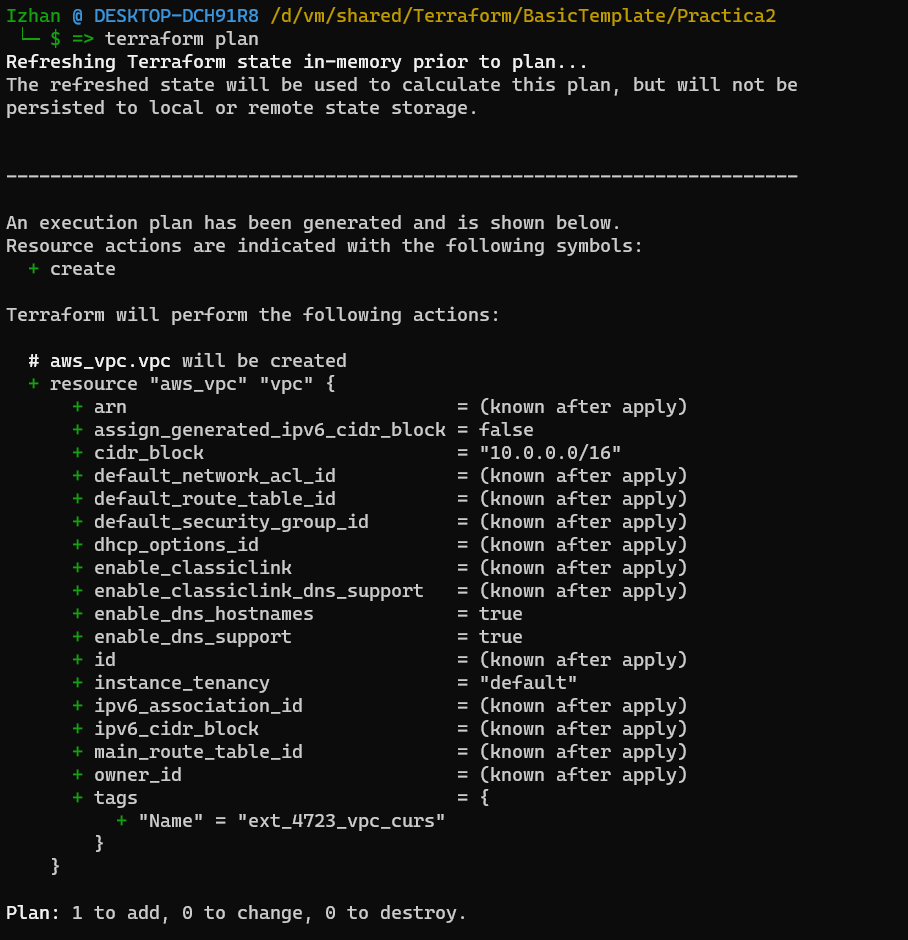 Izhan @ DESKTOP-DCH91R8 /d/vm/shared/Terraform/BasicTemplate/Practica2
└─ $ => terraform plan
Refreshing Terraform state in-memory prior to plan...
The refreshed state will be used to calculate this plan, but will not be
persisted to local or remote state storage.
------------------------------------------------------------------------
An execution plan has been generated and is shown below.
Resource actions are indicated with the following symbols:
  + create
Terraform will perform the following actions:
  # aws_vpc.vpc will be created
  + resource "aws_vpc" "vpc" {
      + arn                              = (known after apply)
      + assign_generated_ipv6_cidr_block = false
      + cidr_block                       = "10.0.0.0/16"
      + default_network_acl_id           = (known after apply)
      + default_route_table_id           = (known after apply)
      + default_security_group_id        = (known after apply)
      + dhcp_options_id                  = (known after apply)
      + enable_classiclink               = (known after apply)
      + enable_classiclink_dns_support   = (known after apply)
      + enable_dns_hostnames             = true
      + enable_dns_support               = true
      + id                               = (known after apply)
      + instance_tenancy                 = "default"
      + ipv6_association_id              = (known after apply)
      + ipv6_cidr_block                  = (known after apply)
      + main_route_table_id              = (known after apply)
      + owner_id                         = (known after apply)
      + tags                             = {
          + "Name" = "ext_4723_vpc_curs"
        }
    }
Plan: 1 to add, 0 to change, 0 to destroy.